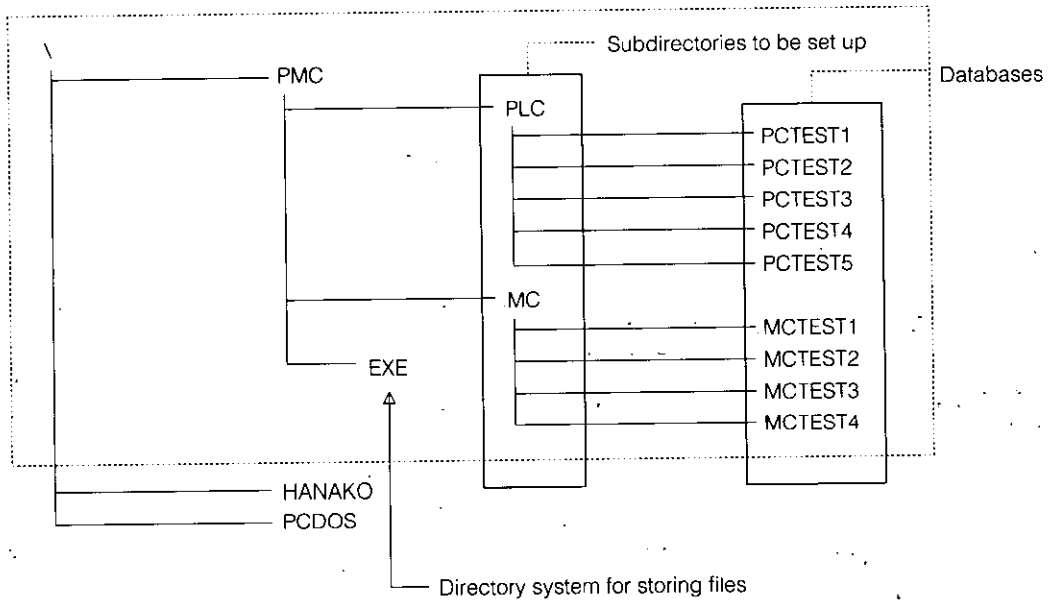 \
Subdirectories to be set up
PMC
Databases
PLC
PCTEST1
PCTEST2
PCTEST3
PCTEST4
PCTEST5
MC
MCTEST1
MCTEST2
MCTEST3
MCTEST4
EXE
HANAKO
PCDOS
Directory system for storing files